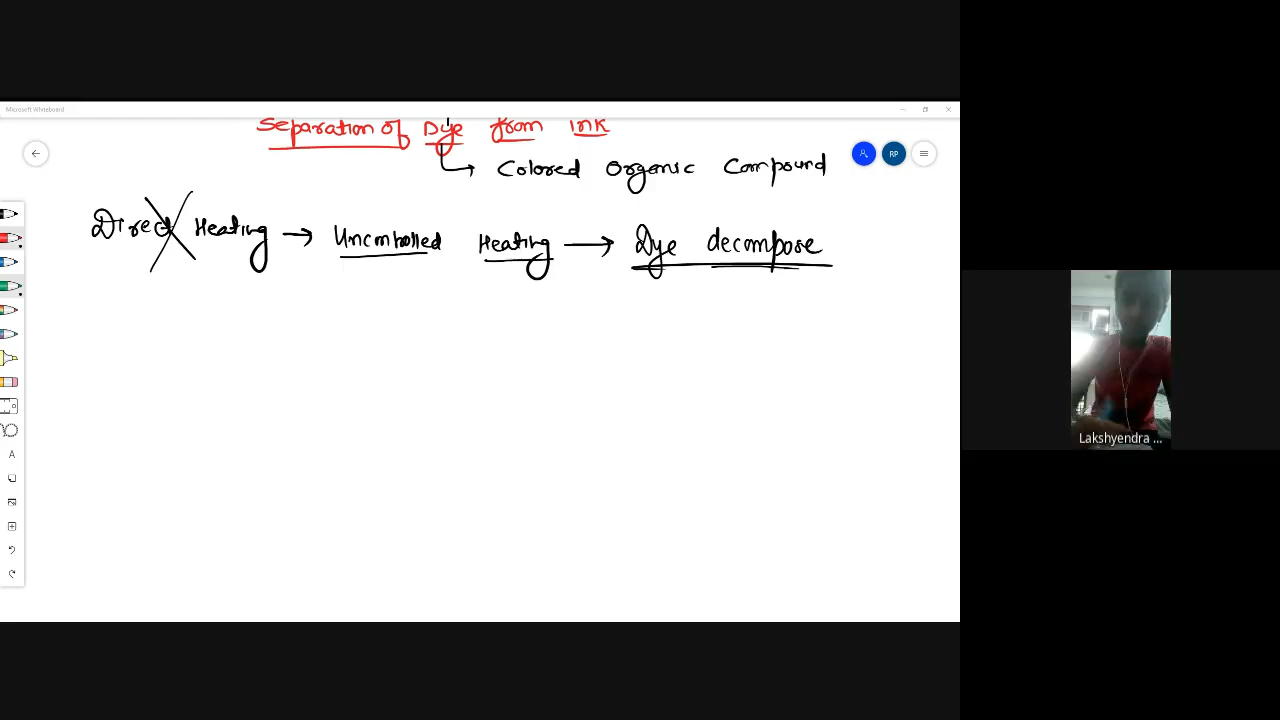 Microsoft Whiteboard
Separation of Dye from Ink
Colored Organic Compound
RP
Direct Heating → Uncontrolled Heating → Dye decompose
A
Lakshyendra ...